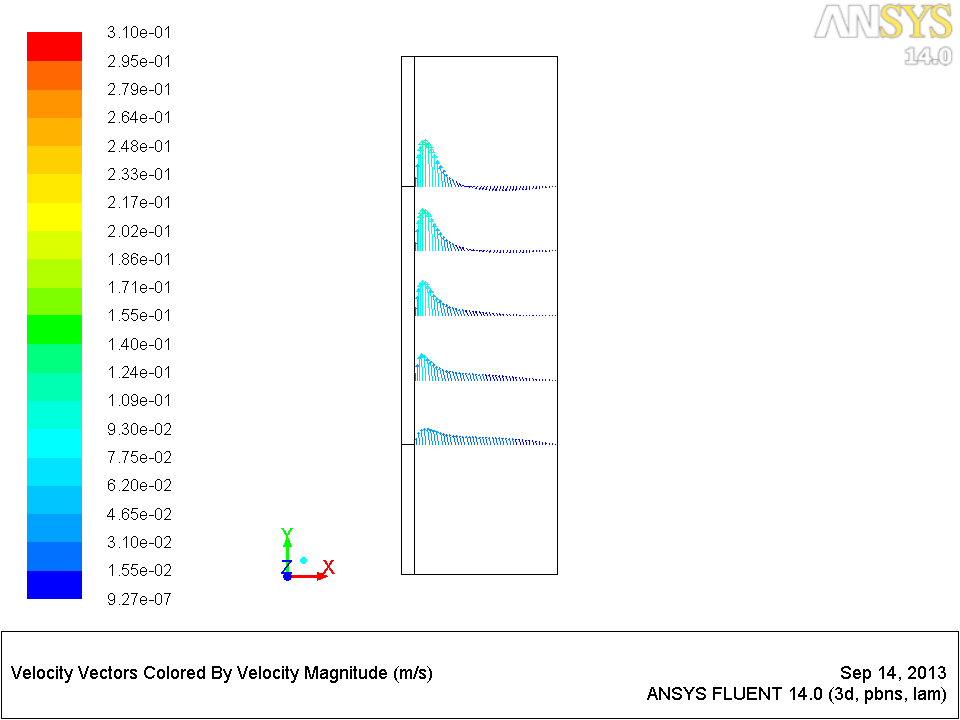 ANSYS
14.0
3.10e-01
2.95e-01
2.79e-01
2.64e-01
2.48e-01
2.33e-01
2.17e-01
2.02e-01
1.86e-01
1.71e-01
1.55e-01
1.40e-01
1.24e-01
1.09e-01
9.30e-02
7.75e-02
6.20e-02
4.65e-02
3.10e-02
1.55e-02
9.27e-07
Y
Z X
Velocity Vectors Colored By Velocity Magnitude (m/s)
Sep 14, 2013
ANSYS FLUENT 14.0 (3d, pbns, lam)